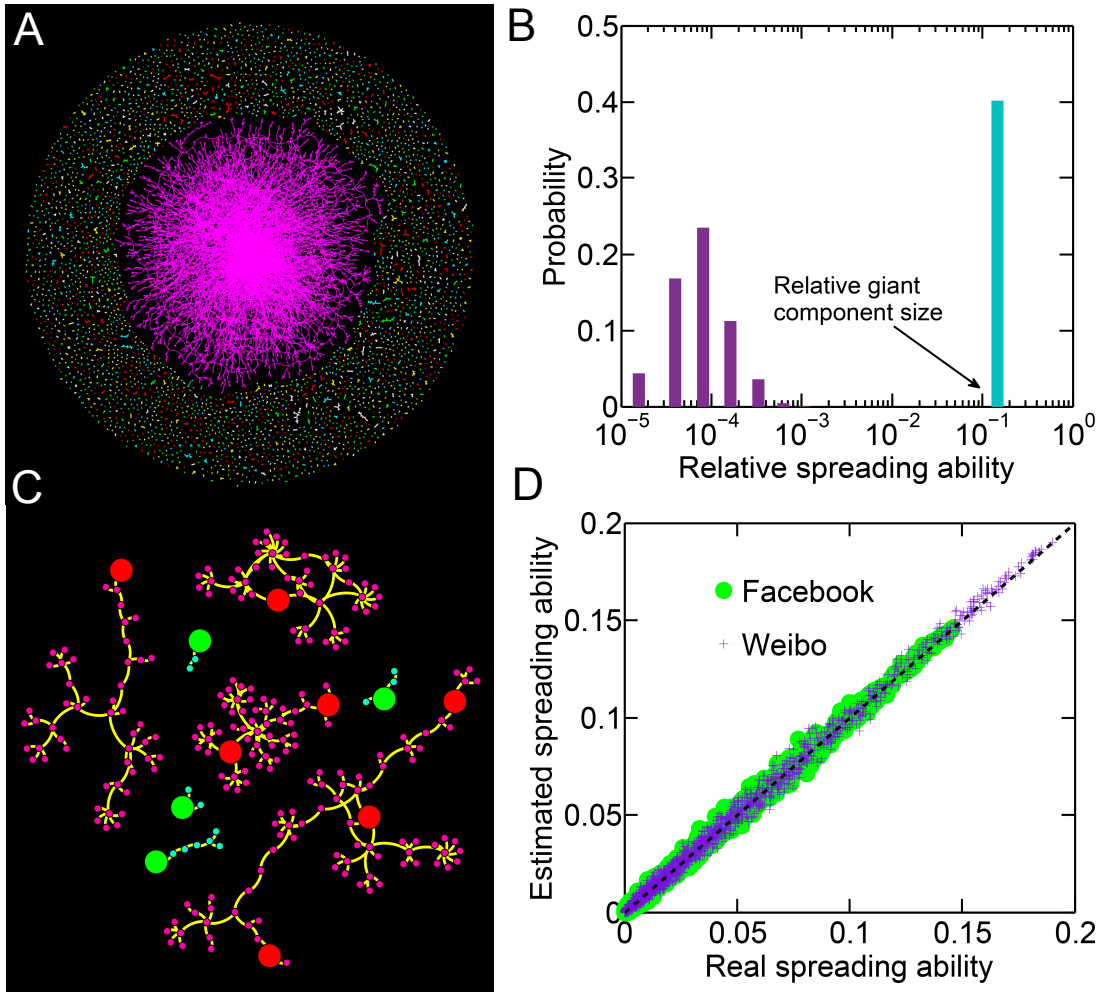 A
B
0.5
0.4
0.3
0.2
0.1
0
Probability
Relative giant
component size
10⁻⁵ 10⁻⁴ 10⁻³ 10⁻² 10⁻¹ 10⁰
Relative spreading ability
C
D
0.2
0.15
0.1
0.05
0
Estimated spreading ability
Facebook
Weibo
0 0.05 0.1 0.15 0.2
Real spreading ability